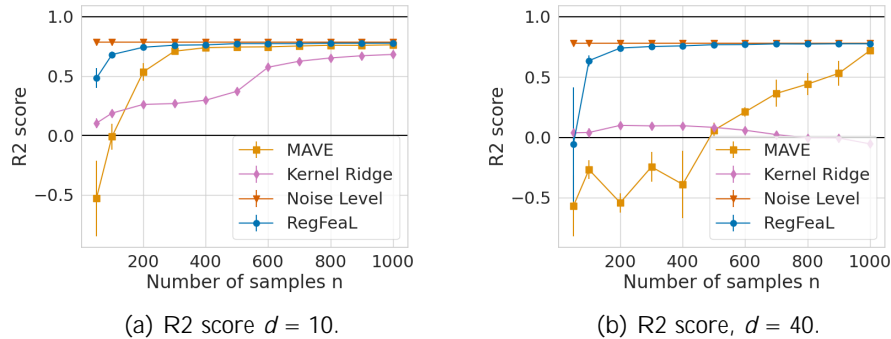 1.0
0.5
0.0
−0.5
R2 score
200 400 600 800 1000
Number of samples n
MAVE
Kernel Ridge
Noise Level
RegFeaL
(a) R2 score d = 10.
1.0
0.5
0.0
−0.5
R2 score
200 400 600 800 1000
Number of samples n
MAVE
Kernel Ridge
Noise Level
RegFeaL
(b) R2 score, d = 40.